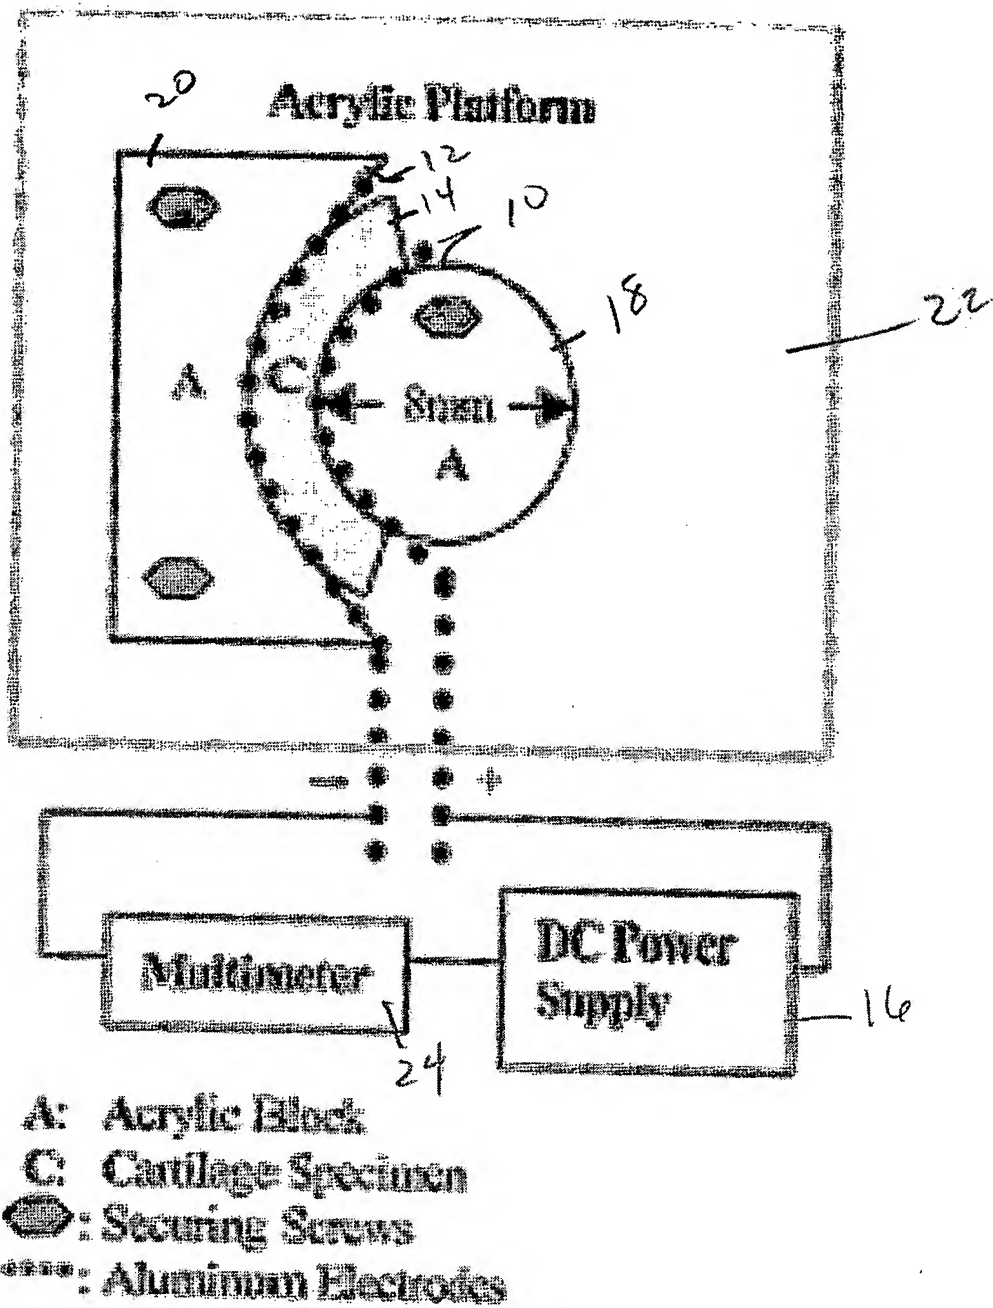 20
Acrylic Platform
12
14
10
18
22
A
C
8mm
A
− +
Multimeter
DC Power
Supply
16
24
A: Acrylic Block
C: Cartilage Specimen
: Securing Screws
: Aluminum Electrodes